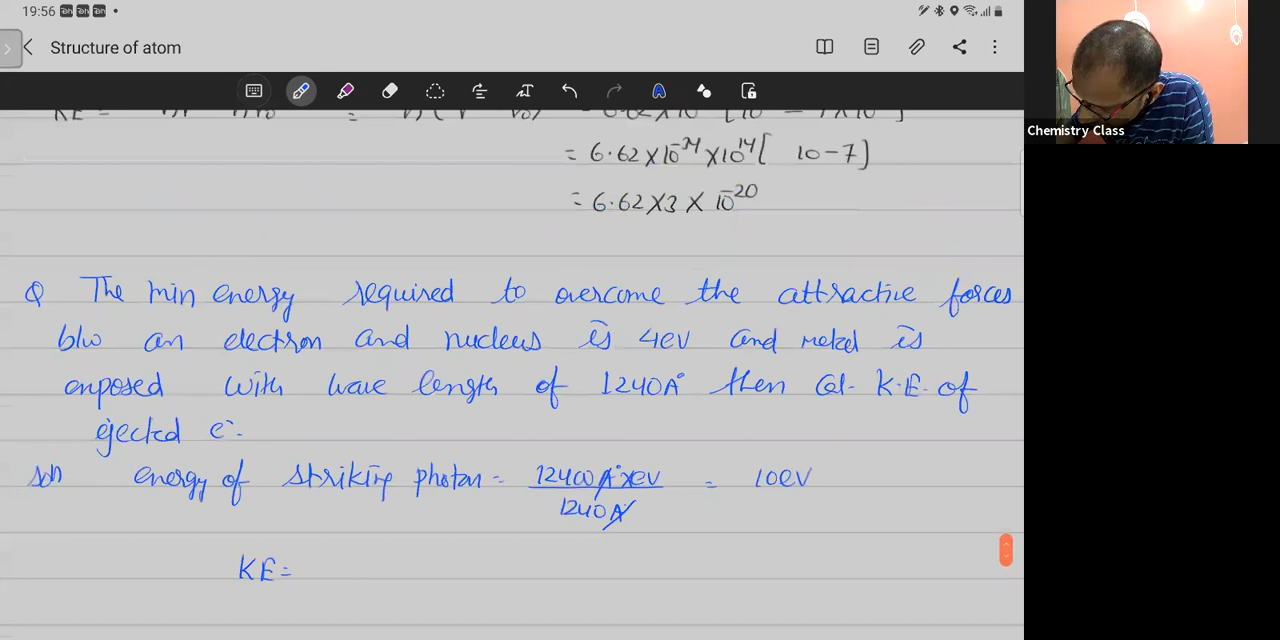 19:56
Structure of atom
Chemistry Class
= 6.62 × 10⁻³⁴ × 10¹⁴ [ 10 - 7 ]
= 6.62 × 3 × 10⁻²⁰
Q The min energy required to overcome the attractive forces
b/w an electron and nucleus is 4eV and metal is
exposed with wave length of 1240A° then Cal. K.E. of
ejected e⁻.
Soln energy of striking photon = 12400 A° × eV / 1240 A° = 10eV
KE =